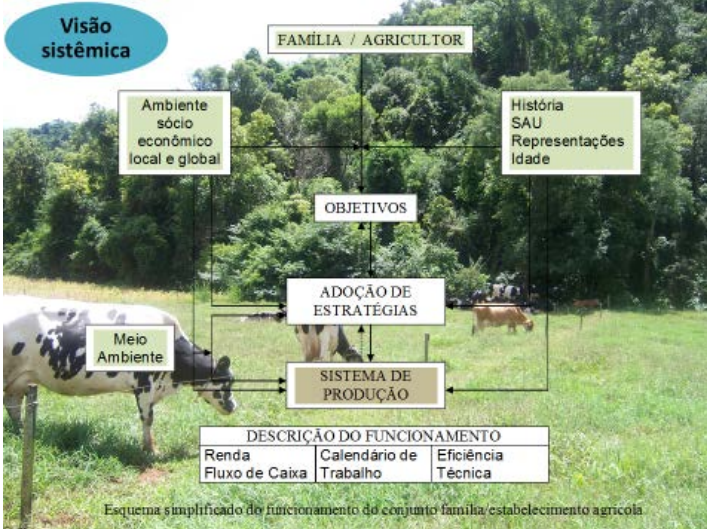 Visão
sistêmica
FAMÍLIA / AGRICULTOR
Ambiente
sócio
econômico
local e global
História
SAU
Representações
Idade
OBJETIVOS
ADOÇÃO DE
ESTRATÉGIAS
Meio
Ambiente
SISTEMA DE
PRODUÇÃO
DESCRIÇÃO DO FUNCIONAMENTO
Renda
Fluxo de Caixa
Calendário de
Trabalho
Eficiência
Técnica
Esquema simplificado do funcionamento do conjunto família/estabelecimento agrícola